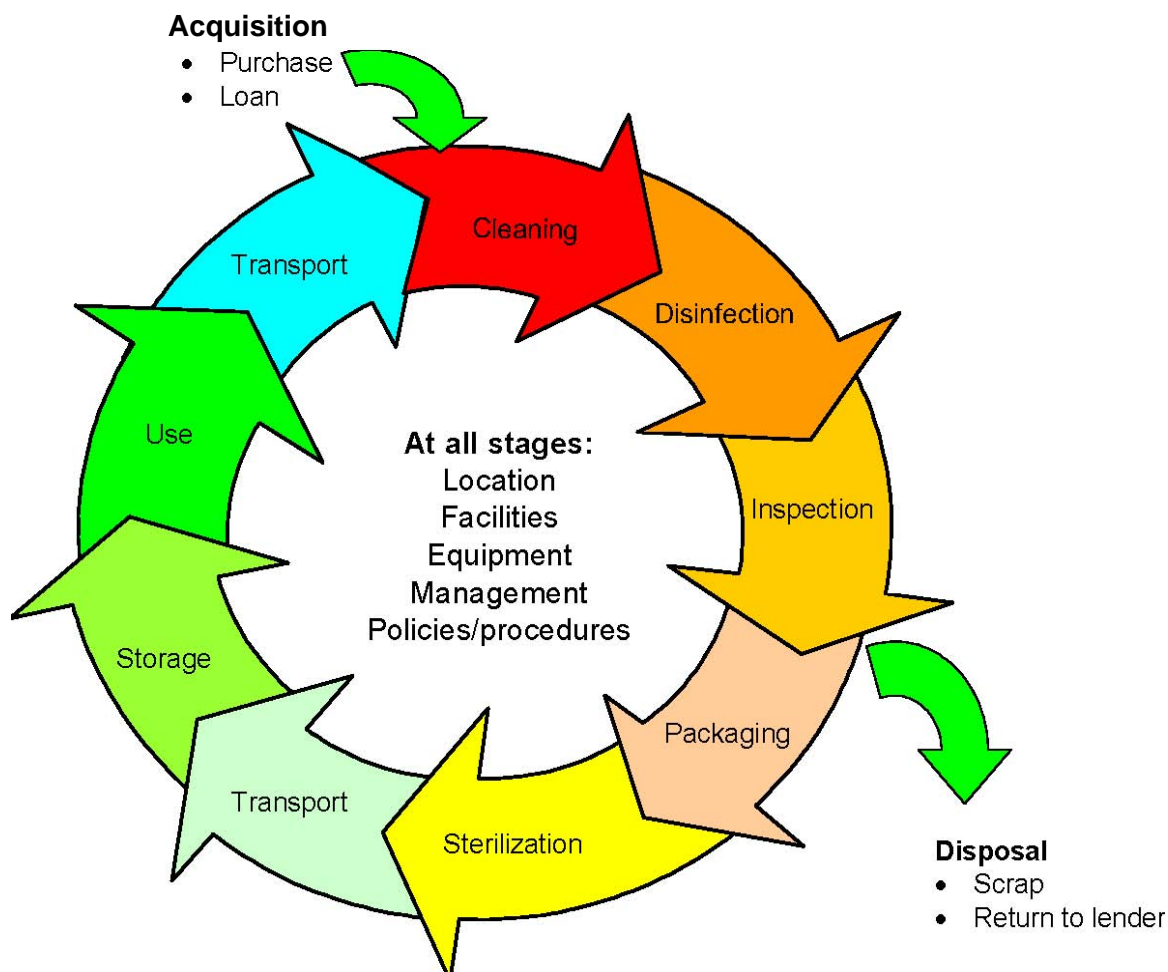 Acquisition
• Purchase
• Loan
Cleaning
Transport
Disinfection
Use
At all stages:
Location
Facilities
Equipment
Management
Policies/procedures
Inspection
Storage
Packaging
Transport
Sterilization
Disposal
• Scrap
• Return to lender